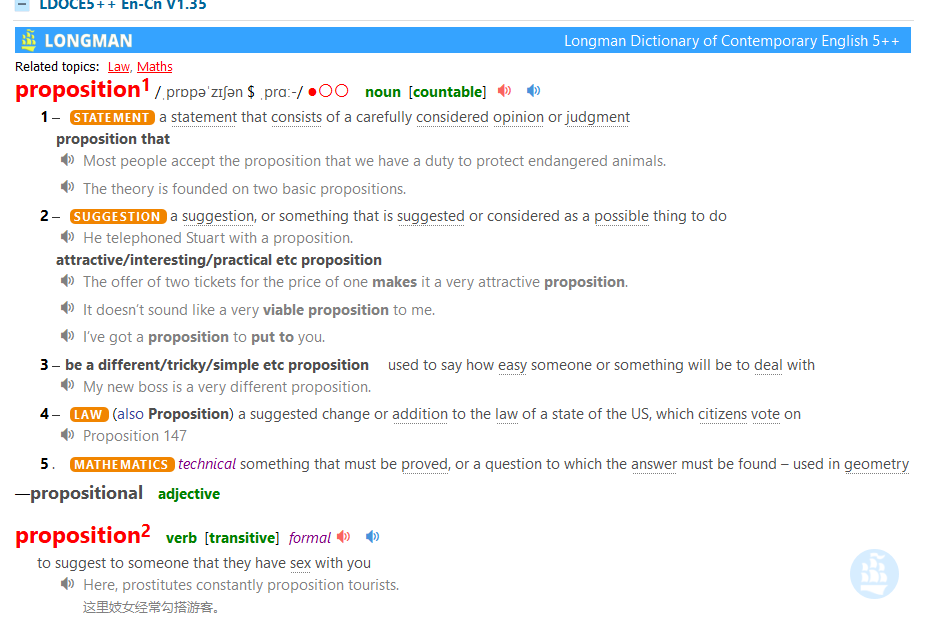 LDOCE5++ En-Cn V1.35
LONGMAN Longman Dictionary of Contemporary English 5++
Related topics: Law, Maths
proposition1 /ˌprɒpəˈzɪʃən $ ˌprɑː-/ ●○○ noun [countable]
1 – STATEMENT a statement that consists of a carefully considered opinion or judgment
proposition that
Most people accept the proposition that we have a duty to protect endangered animals.
The theory is founded on two basic propositions.
2 – SUGGESTION a suggestion, or something that is suggested or considered as a possible thing to do
He telephoned Stuart with a proposition.
attractive/interesting/practical etc proposition
The offer of two tickets for the price of one makes it a very attractive proposition.
It doesn’t sound like a very viable proposition to me.
I’ve got a proposition to put to you.
3 – be a different/tricky/simple etc proposition used to say how easy someone or something will be to deal with
My new boss is a very different proposition.
4 – LAW (also Proposition) a suggested change or addition to the law of a state of the US, which citizens vote on
Proposition 147
5 . MATHEMATICS technical something that must be proved, or a question to which the answer must be found – used in geometry
—propositional adjective
proposition2 verb [transitive] formal
to suggest to someone that they have sex with you
Here, prostitutes constantly proposition tourists.
这里妓女经常勾搭游客。